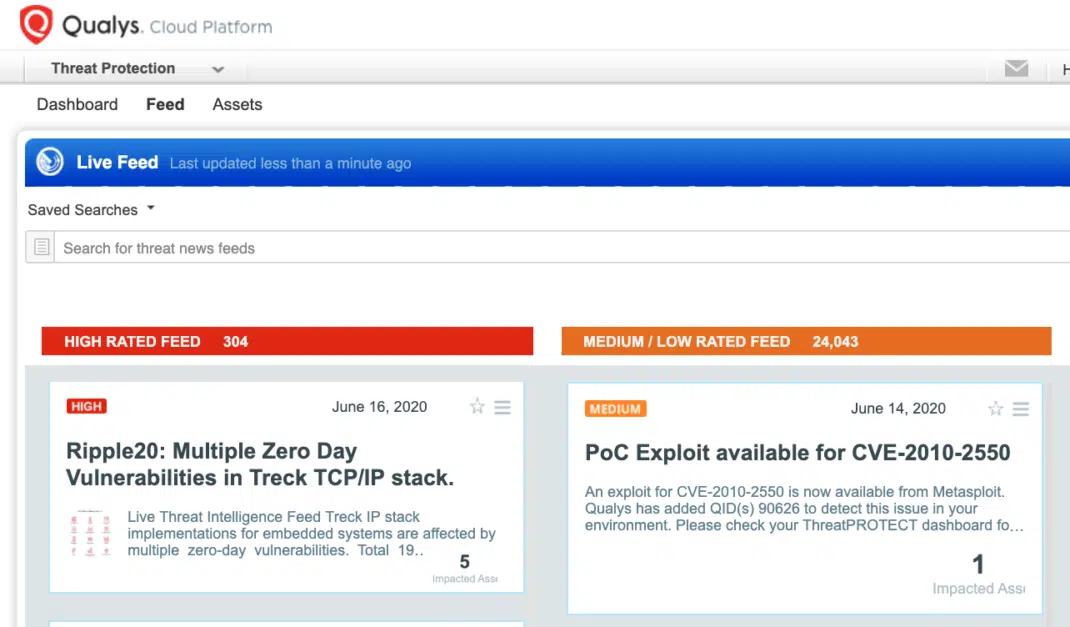 Qualys. Cloud Platform
Threat Protection
H
Dashboard Feed Assets
Live Feed Last updated less than a minute ago
Saved Searches
Search for threat news feeds
HIGH RATED FEED 304
MEDIUM / LOW RATED FEED 24,043
HIGH June 16, 2020
Ripple20: Multiple Zero Day
Vulnerabilities in Treck TCP/IP stack.
Live Threat Intelligence Feed Treck IP stack
implementations for embedded systems are affected by
multiple zero-day vulnerabilities. Total 19..
5
Impacted Asse
MEDIUM June 14, 2020
PoC Exploit available for CVE-2010-2550
An exploit for CVE-2010-2550 is now available from Metasploit.
Qualys has added QID(s) 90626 to detect this issue in your
environment. Please check your ThreatPROTECT dashboard fo...
1
Impacted Asse